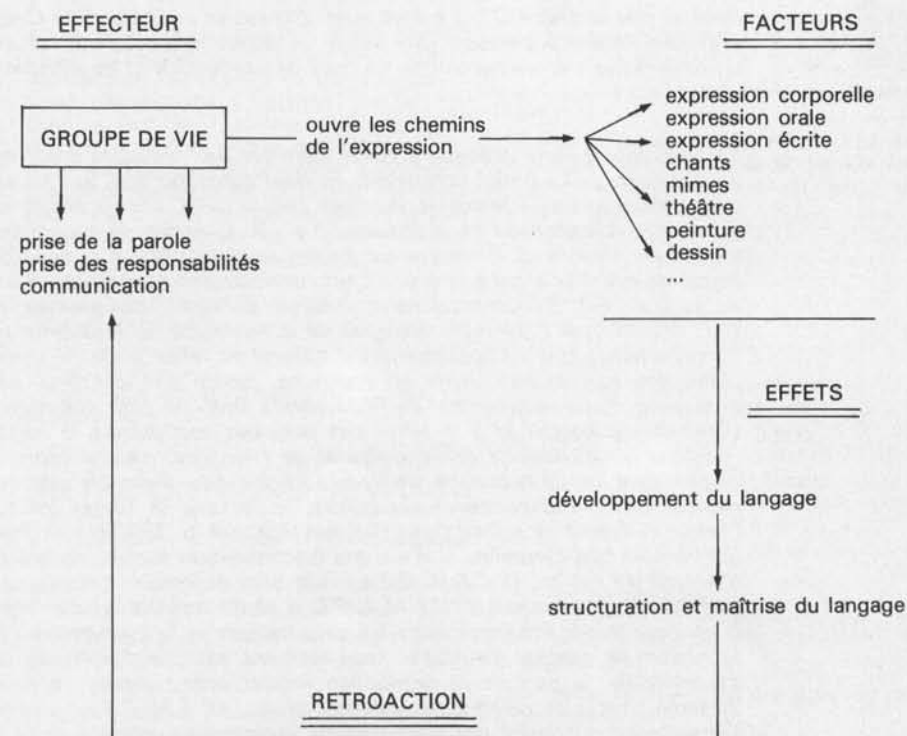 EFFECTEUR
FACTEURS
GROUPE DE VIE
ouvre les chemins
de l'expression
expression corporelle
expression orale
expression écrite
chants
mimes
théâtre
peinture
dessin
...
prise de la parole
prise des responsabilités
communication
EFFETS
développement du langage
structuration et maîtrise du langage
RETROACTION